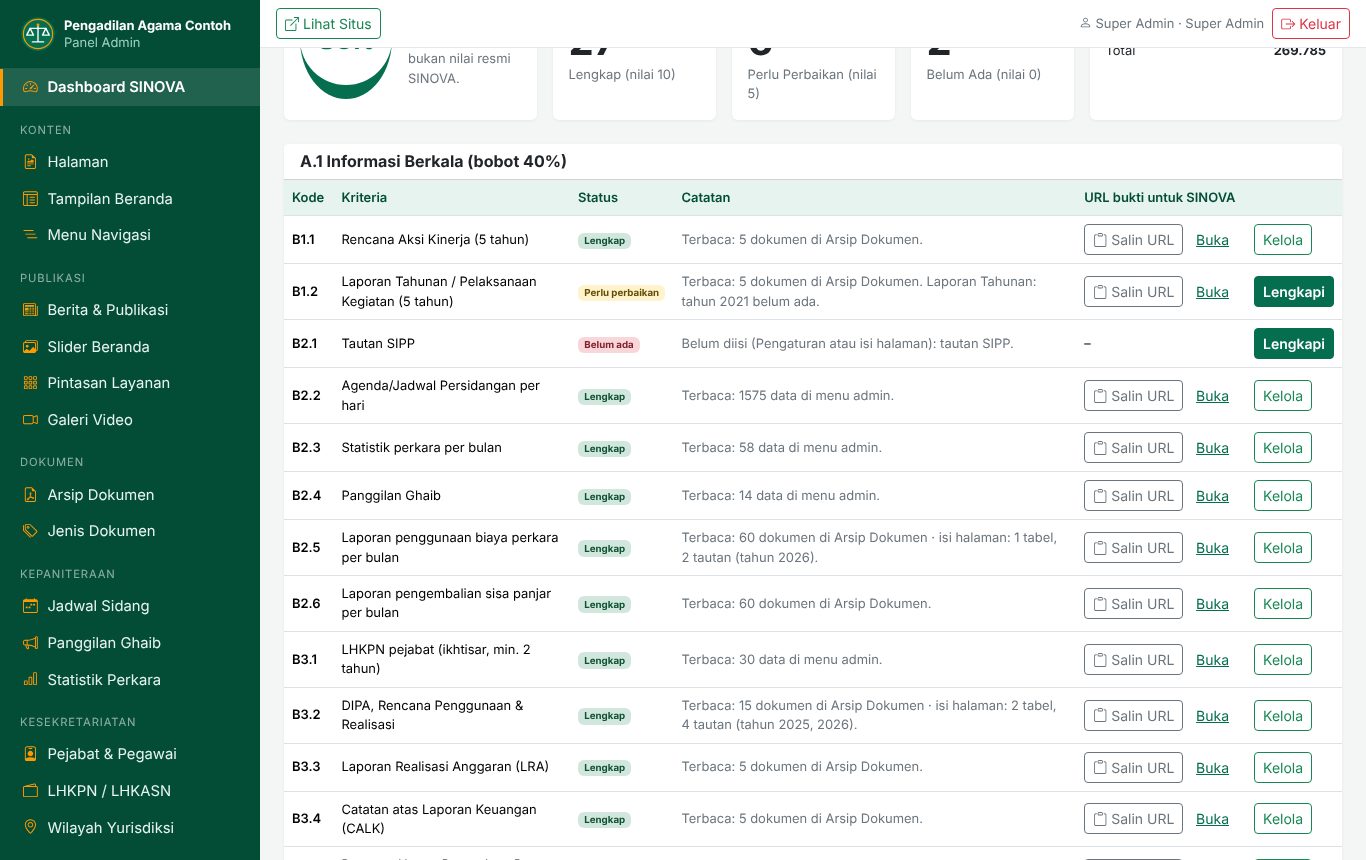 Pengadilan Agama Contoh
Panel Admin
Lihat Situs
Super Admin · Super Admin
Keluar
Dashboard SINOVA
KONTEN
Halaman
Tampilan Beranda
Menu Navigasi
PUBLIKASI
Berita & Publikasi
Slider Beranda
Pintasan Layanan
Galeri Video
DOKUMEN
Arsip Dokumen
Jenis Dokumen
KEPANITERAAN
Jadwal Sidang
Panggilan Ghaib
Statistik Perkara
KESEKRETARIATAN
Pejabat & Pegawai
LHKPN / LHKASN
Wilayah Yurisdiksi
bukan nilai resmi
SINOVA.
Lengkap (nilai 10)
Perlu Perbaikan (nilai
5)
Belum Ada (nilai 0)
Total 269.785
A.1 Informasi Berkala (bobot 40%)
Kode Kriteria Status Catatan URL bukti untuk SINOVA
B1.1 Rencana Aksi Kinerja (5 tahun) Lengkap Terbaca: 5 dokumen di Arsip Dokumen. Salin URL Buka Kelola
B1.2 Laporan Tahunan / Pelaksanaan
Kegiatan (5 tahun) Perlu perbaikan Terbaca: 5 dokumen di Arsip Dokumen. Laporan Tahunan:
tahun 2021 belum ada. Salin URL Buka Lengkapi
B2.1 Tautan SIPP Belum ada Belum diisi (Pengaturan atau isi halaman): tautan SIPP. – Lengkapi
B2.2 Agenda/Jadwal Persidangan per
hari Lengkap Terbaca: 1575 data di menu admin. Salin URL Buka Kelola
B2.3 Statistik perkara per bulan Lengkap Terbaca: 58 data di menu admin. Salin URL Buka Kelola
B2.4 Panggilan Ghaib Lengkap Terbaca: 14 data di menu admin. Salin URL Buka Kelola
B2.5 Laporan penggunaan biaya perkara
per bulan Lengkap Terbaca: 60 dokumen di Arsip Dokumen · isi halaman: 1 tabel,
2 tautan (tahun 2026). Salin URL Buka Kelola
B2.6 Laporan pengembalian sisa panjar
per bulan Lengkap Terbaca: 60 dokumen di Arsip Dokumen. Salin URL Buka Kelola
B3.1 LHKPN pejabat (ikhtisar, min. 2
tahun) Lengkap Terbaca: 30 data di menu admin. Salin URL Buka Kelola
B3.2 DIPA, Rencana Penggunaan &
Realisasi Lengkap Terbaca: 15 dokumen di Arsip Dokumen · isi halaman: 2 tabel,
4 tautan (tahun 2025, 2026). Salin URL Buka Kelola
B3.3 Laporan Realisasi Anggaran (LRA) Lengkap Terbaca: 5 dokumen di Arsip Dokumen. Salin URL Buka Kelola
B3.4 Catatan atas Laporan Keuangan
(CALK) Lengkap Terbaca: 5 dokumen di Arsip Dokumen. Salin URL Buka Kelola